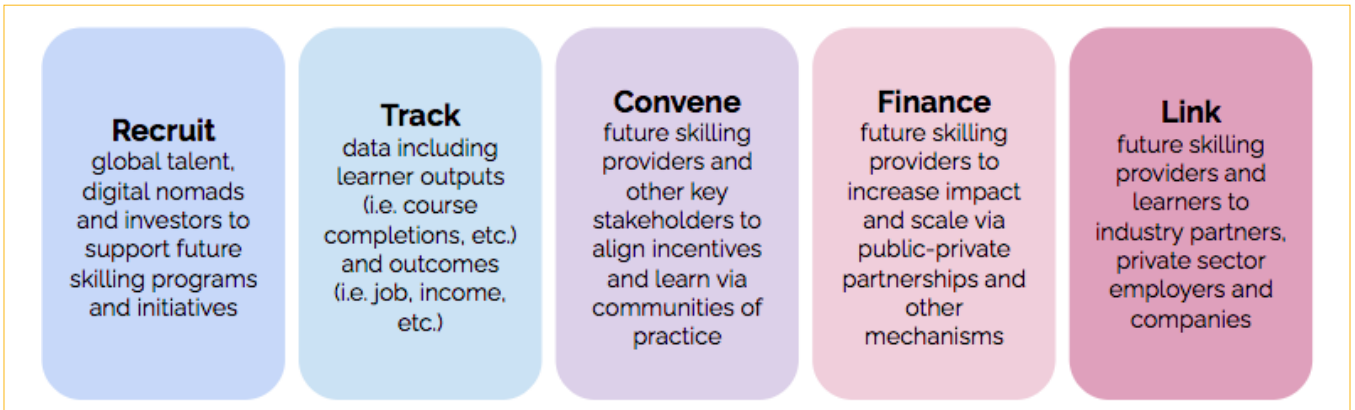 Recruit
global talent,
digital nomads
and investors to
support future
skilling programs
and initiatives
Track
data including
learner outputs
(i.e. course
completions, etc.)
and outcomes
(i.e. job, income,
etc.)
Convene
future skilling
providers and
other key
stakeholders to
align incentives
and learn via
communities of
practice
Finance
future skilling
providers to
increase impact
and scale via
public-private
partnerships and
other
mechanisms
Link
future skilling
providers and
learners to
industry partners,
private sector
employers and
companies